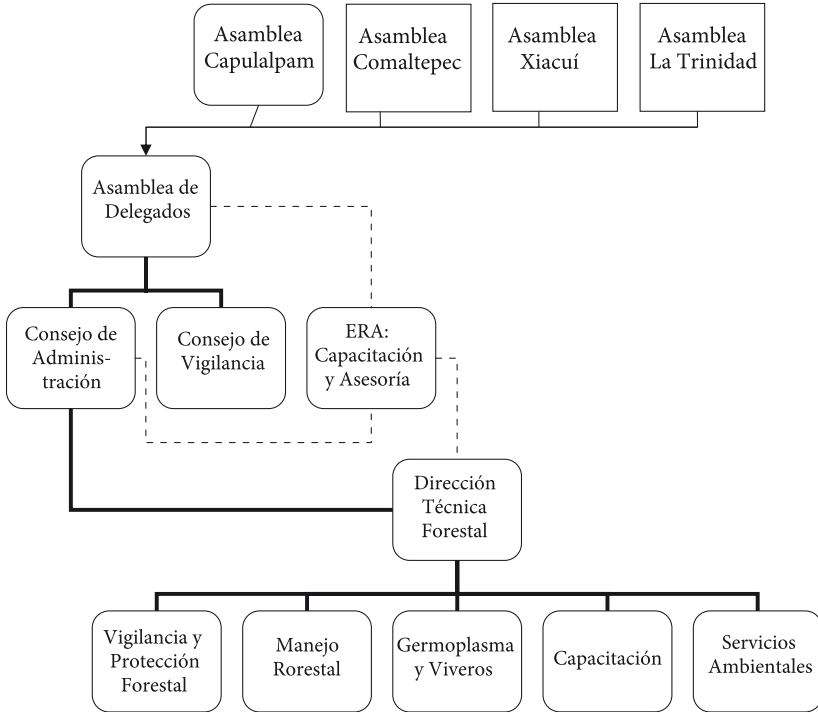 Asamblea
Capulalpam
Asamblea
Comaltepec
Asamblea
Xiacuí
Asamblea
La Trinidad
Asamblea de
Delegados
Consejo de
Adminis-
tración
Consejo de
Vigilancia
ERA:
Capacitación
y Asesoría
Dirección
Técnica
Forestal
Vigilancia y
Protección
Forestal
Manejo
Rorestal
Germoplasma
y Viveros
Capacitación
Servicios
Ambientales